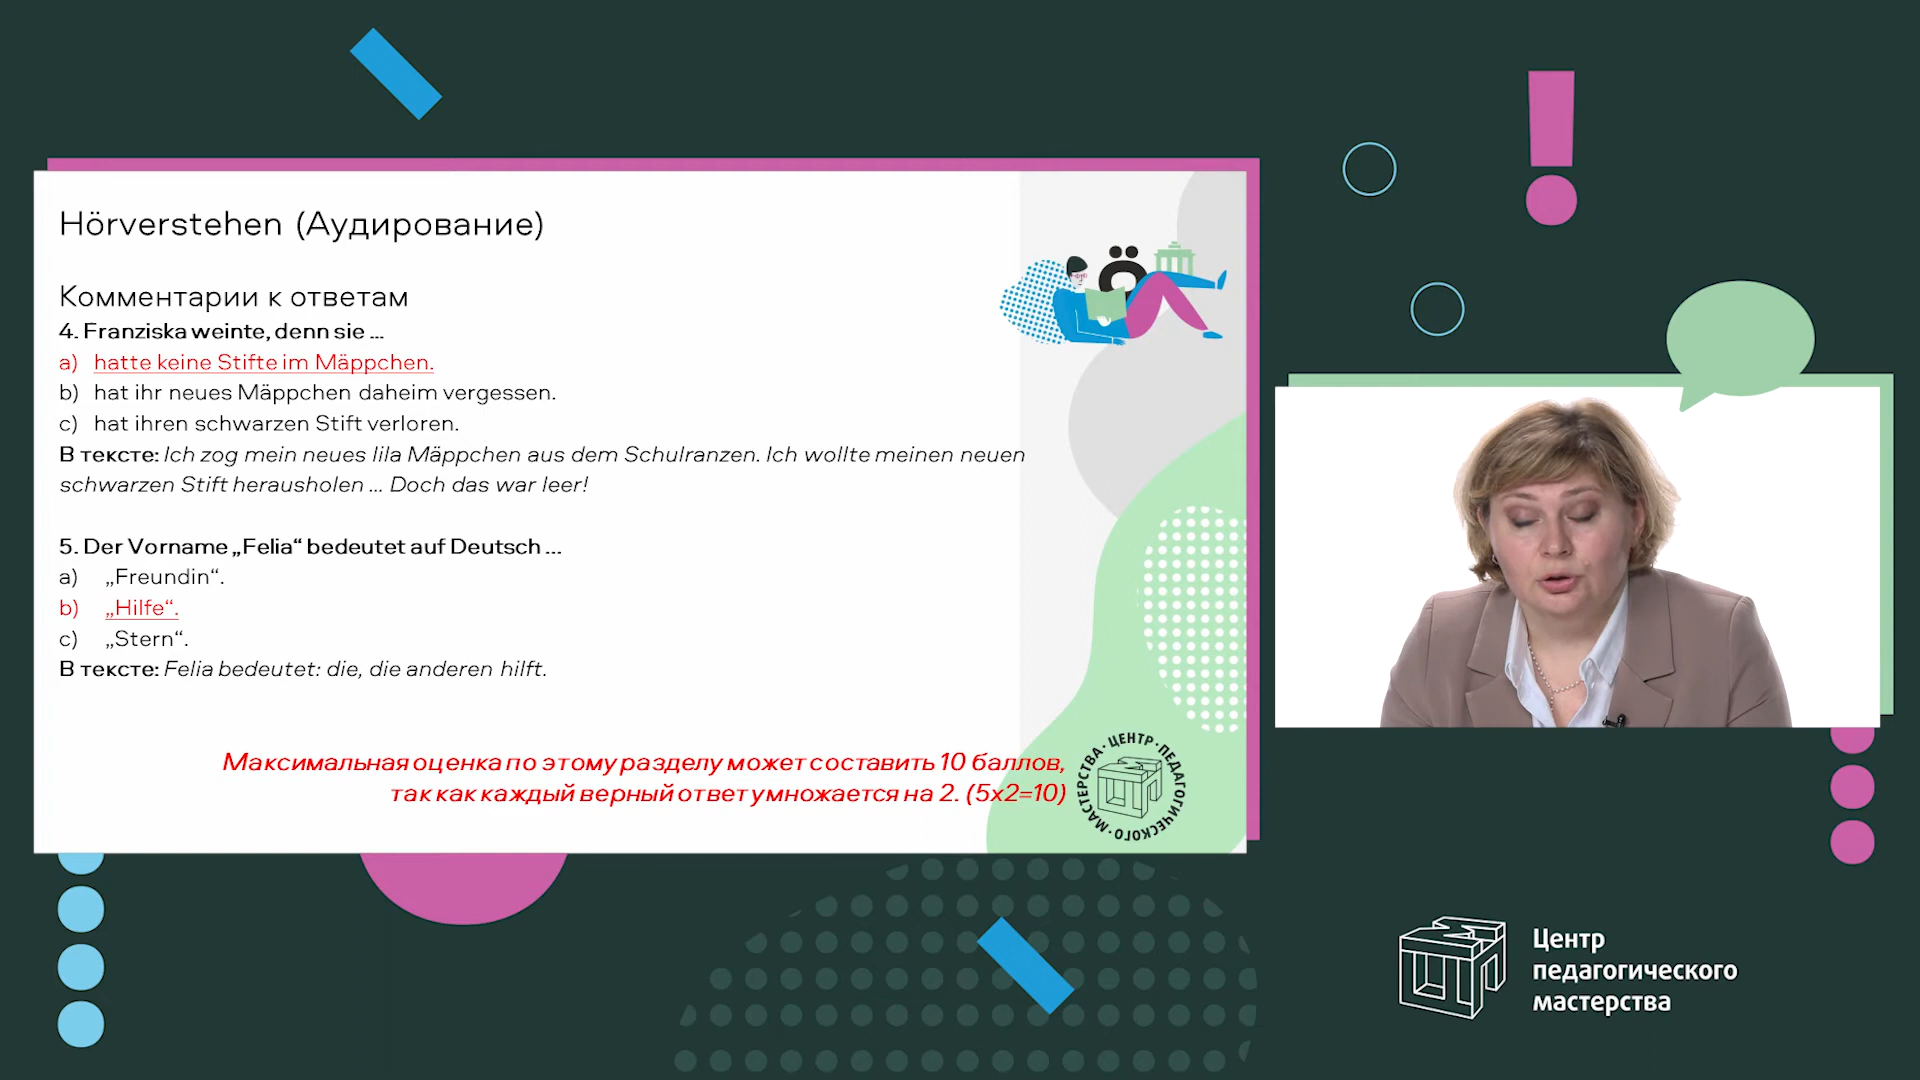 Hörverstehen (Аудирование)
Комментарии к ответам
4. Franziska weinte, denn sie ...
a) hatte keine Stifte im Mäppchen.
b) hat ihr neues Mäppchen daheim vergessen.
c) hat ihren schwarzen Stift verloren.
В тексте: Ich zog mein neues lila Mäppchen aus dem Schulranzen. Ich wollte meinen neuen
schwarzen Stift herausholen ... Doch das war leer!
5. Der Vorname „Felia“ bedeutet auf Deutsch ...
a) „Freundin“.
b) „Hilfe“.
c) „Stern“.
В тексте: Felia bedeutet: die, die anderen hilft.
Максимальная оценка по этому разделу может составить 10 баллов,
так как каждый верный ответ умножается на 2. (5x2=10)
Ö
ЦЕНТР · ПЕДАГОГИЧЕСКОГО · МАСТЕРСТВА ·
Центр
педагогического
мастерства